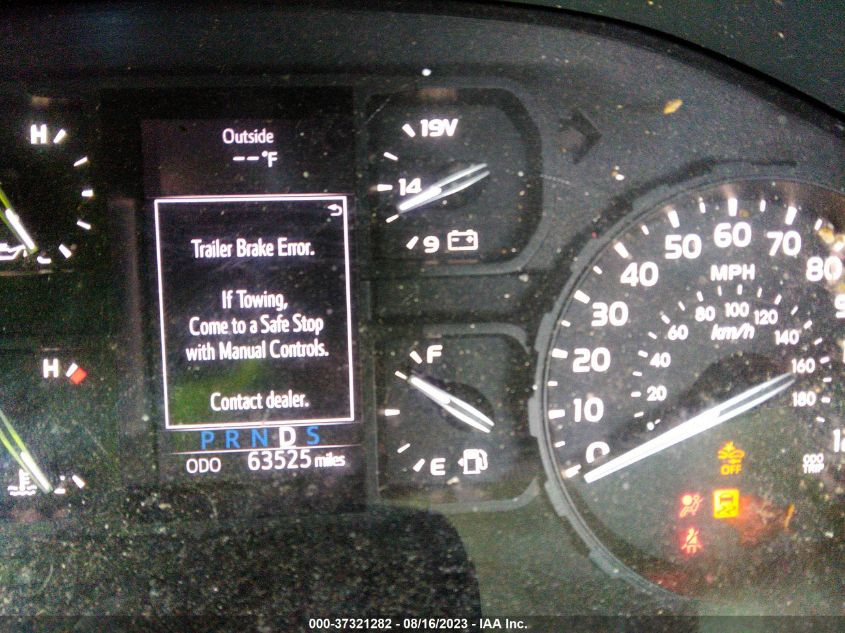 H
Outside
--°F
Trailer Brake Error.
If Towing,
Come to a Safe Stop
with Manual Controls.
Contact dealer.
P R N D S
ODO 63525 miles
H
19V
14
9
F
E
0
10
20
30
40
50
60
70
80
MPH
20
40
60
80
100
120
140
160
180
km/h
OFF
ODO
TRIP
000-37321282 - 08/16/2023 - IAA Inc.